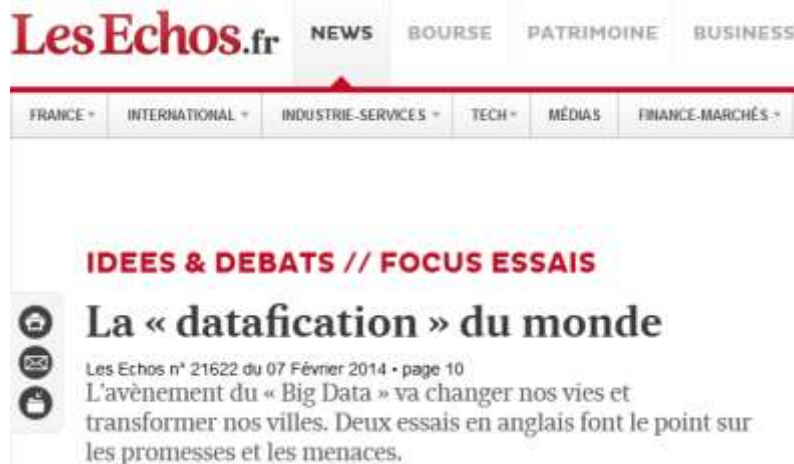 Les Echos.fr NEWS BOURSE PATRIMOINE BUSINESS
FRANCE INTERNATIONAL INDUSTRIE-SERVICES TECH MÉDIAS FINANCE-MARCHÉS
IDEES & DEBATS // FOCUS ESSAIS
La « datafication » du monde
Les Echos n° 21622 du 07 Février 2014 • page 10
L'avènement du « Big Data » va changer nos vies et
transformer nos villes. Deux essais en anglais font le point sur
les promesses et les menaces.